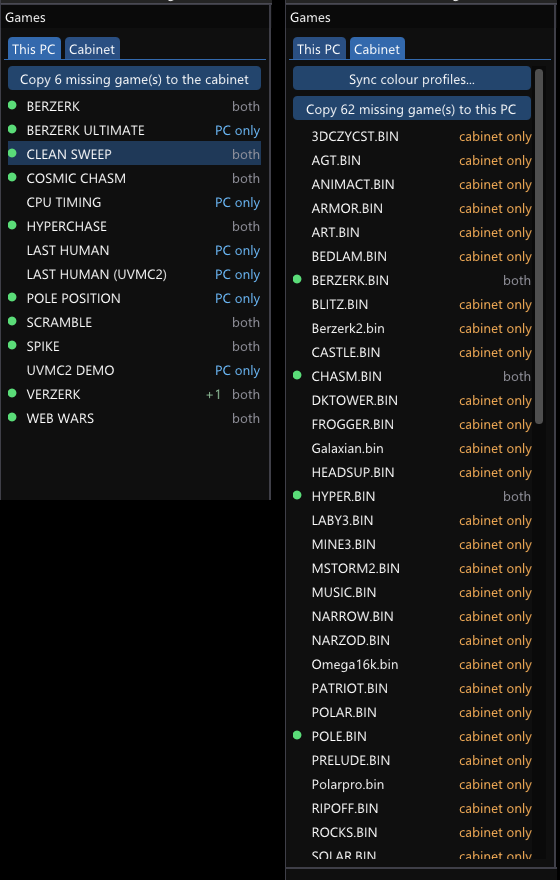 Games
This PC Cabinet
Copy 6 missing game(s) to the cabinet
BERZERK both
BERZERK ULTIMATE PC only
CLEAN SWEEP both
COSMIC CHASM both
CPU TIMING PC only
HYPERCHASE both
LAST HUMAN PC only
LAST HUMAN (UVMC2) PC only
POLE POSITION PC only
SCRAMBLE both
SPIKE both
UVMC2 DEMO PC only
VERZERK +1 both
WEB WARS both
Games
This PC Cabinet
Sync colour profiles...
Copy 62 missing game(s) to this PC
3DCZYCST.BIN cabinet only
AGT.BIN cabinet only
ANIMACT.BIN cabinet only
ARMOR.BIN cabinet only
ART.BIN cabinet only
BEDLAM.BIN cabinet only
BERZERK.BIN both
BLITZ.BIN cabinet only
Berzerk2.bin cabinet only
CASTLE.BIN cabinet only
CHASM.BIN both
DKTOWER.BIN cabinet only
FROGGER.BIN cabinet only
Galaxian.bin cabinet only
HEADSUP.BIN cabinet only
HYPER.BIN both
LABY3.BIN cabinet only
MINE3.BIN cabinet only
MSTORM2.BIN cabinet only
MUSIC.BIN cabinet only
NARROW.BIN cabinet only
NARZOD.BIN cabinet only
Omega16k.bin cabinet only
PATRIOT.BIN cabinet only
POLAR.BIN cabinet only
POLE.BIN cabinet only
PRELUDE.BIN cabinet only
Polarpro.bin cabinet only
RIPOFF.BIN cabinet only
ROCKS.BIN cabinet only
SOLAR.BIN cabinet only